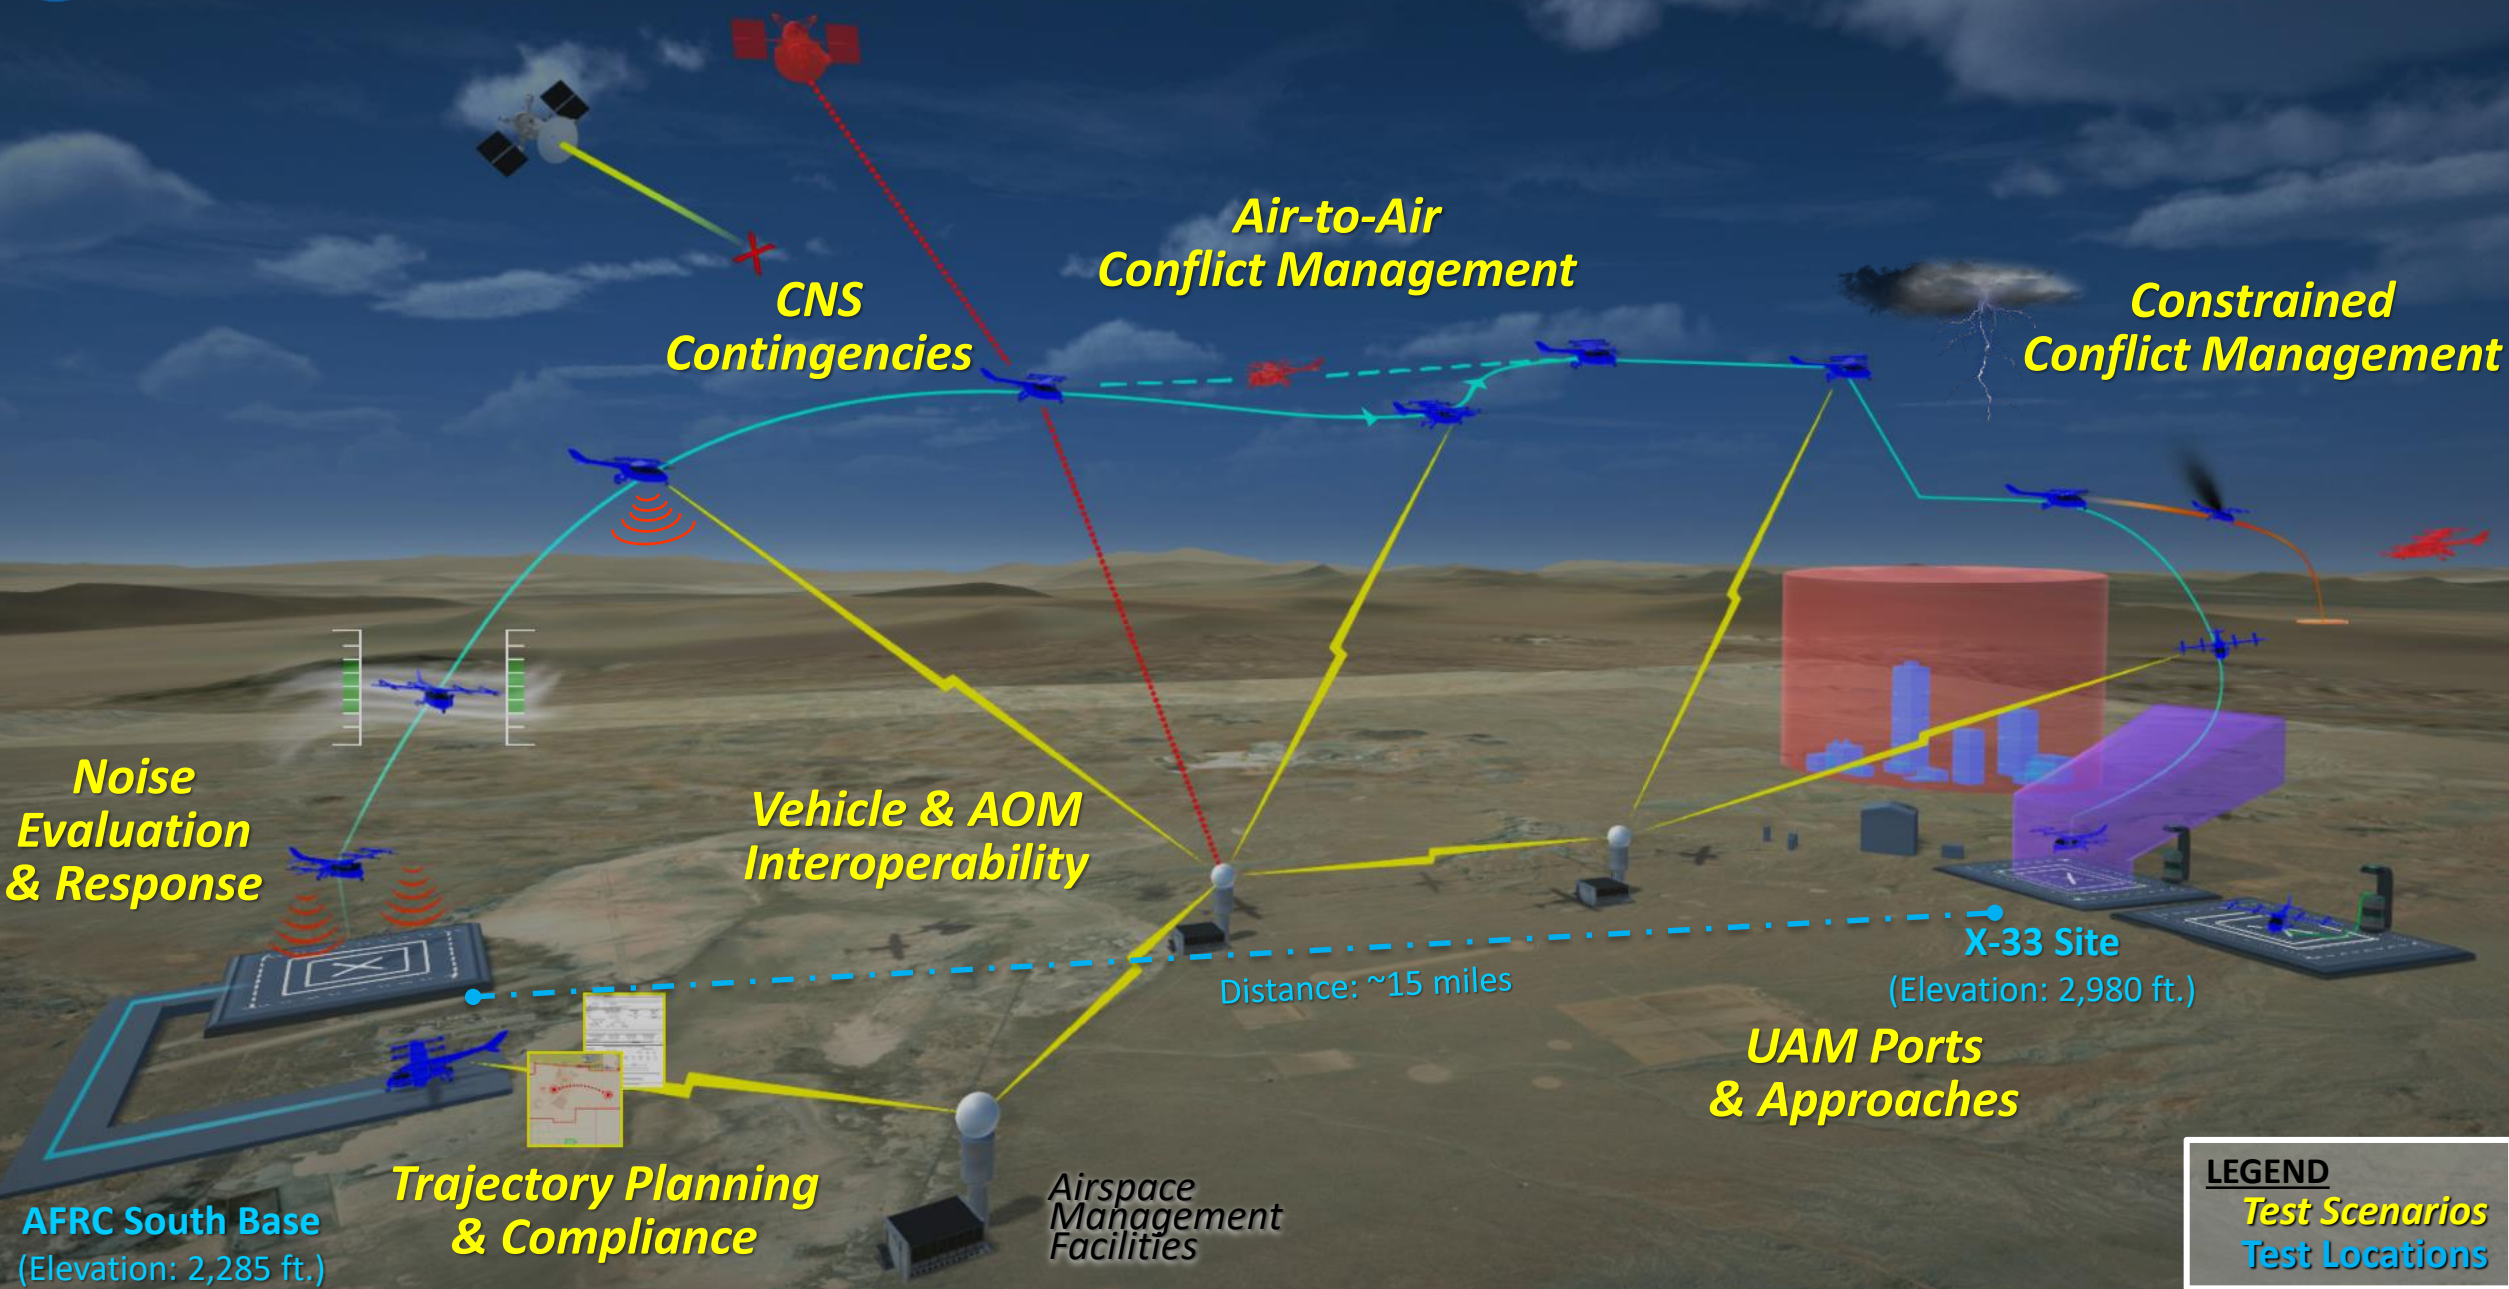 Air-to-Air
Conflict Management
CNS
Contingencies
Constrained
Conflict Management
Noise
Evaluation
& Response
Vehicle & AOM
Interoperability
Distance: ~15 miles
X-33 Site
(Elevation: 2,980 ft.)
UAM Ports
& Approaches
Trajectory Planning
& Compliance
AFRC South Base
(Elevation: 2,285 ft.)
Airspace
Management
Facilities
LEGEND
Test Scenarios
Test Locations